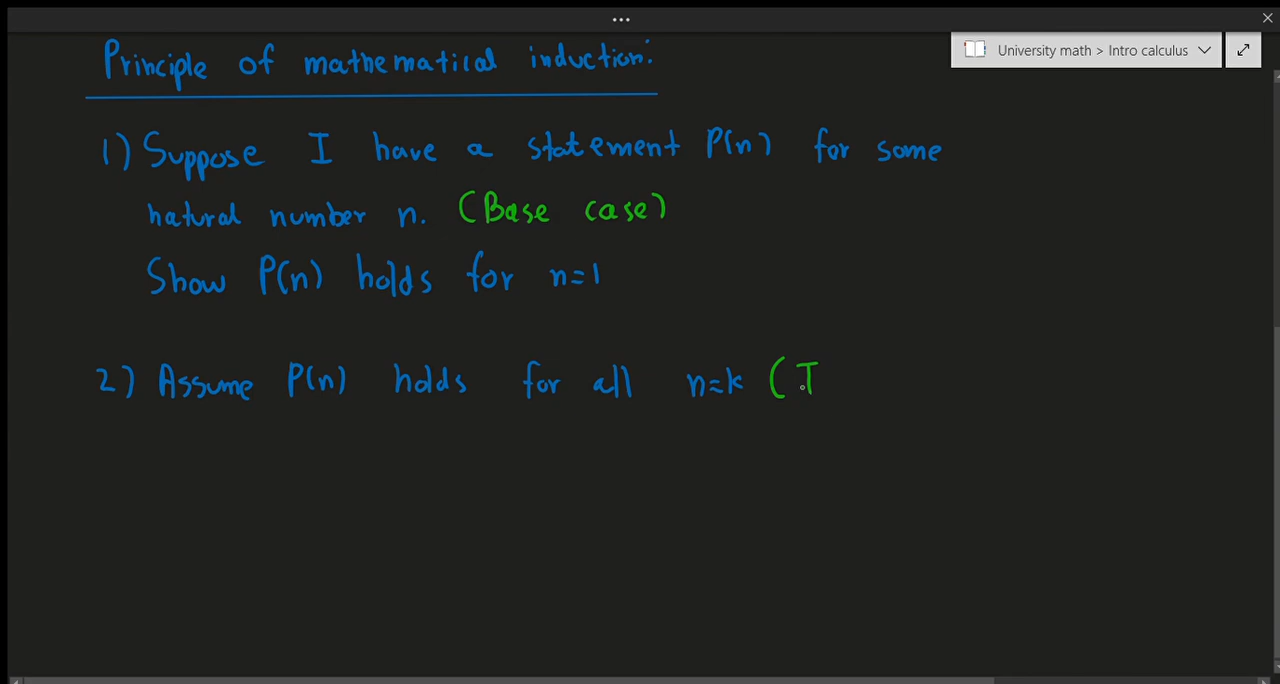 Principle of mathematical induction:
University math > Intro calculus
1) Suppose I have a statement P(n) for some
natural number n. (Base case)
Show P(n) holds for n=1
2) Assume P(n) holds for all n=k ( I